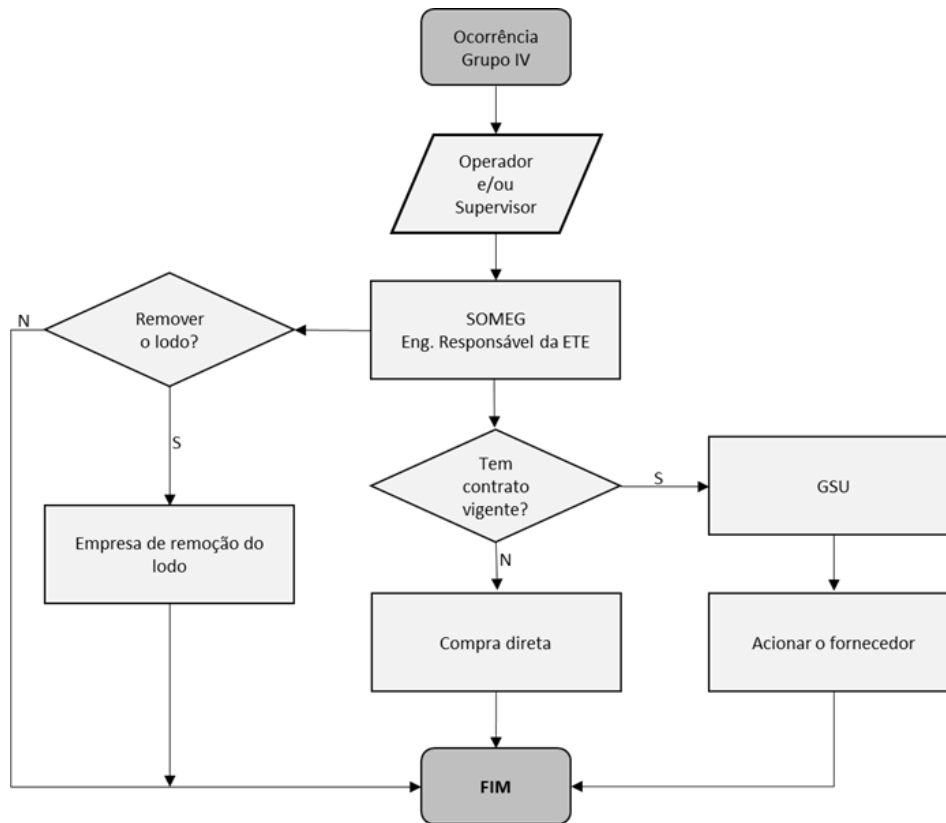 Ocorrência
Grupo IV
Operador
e/ou
Supervisor
SOMEG
Eng. Responsável da ETE
Remover
o lodo?
N
S
Tem
contrato
vigente?
S
GSU
N
Empresa de remoção do
lodo
Compra direta
Acionar o fornecedor
FIM